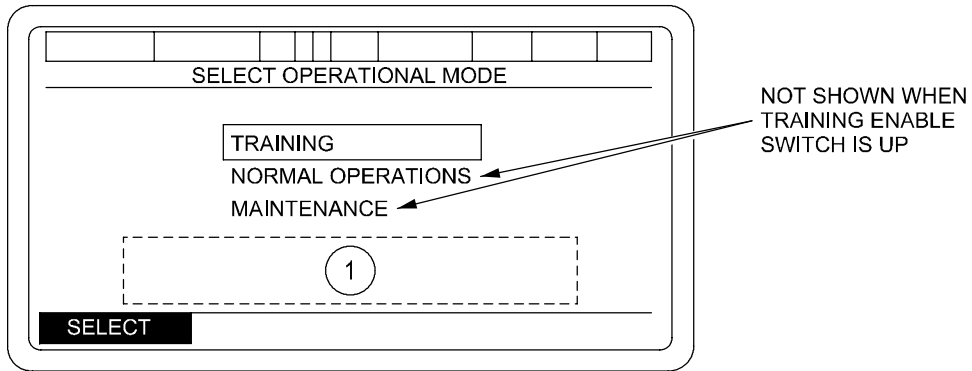 SELECT OPERATIONAL MODE
TRAINING
NORMAL OPERATIONS
MAINTENANCE
1
SELECT
NOT SHOWN WHEN
TRAINING ENABLE
SWITCH IS UP